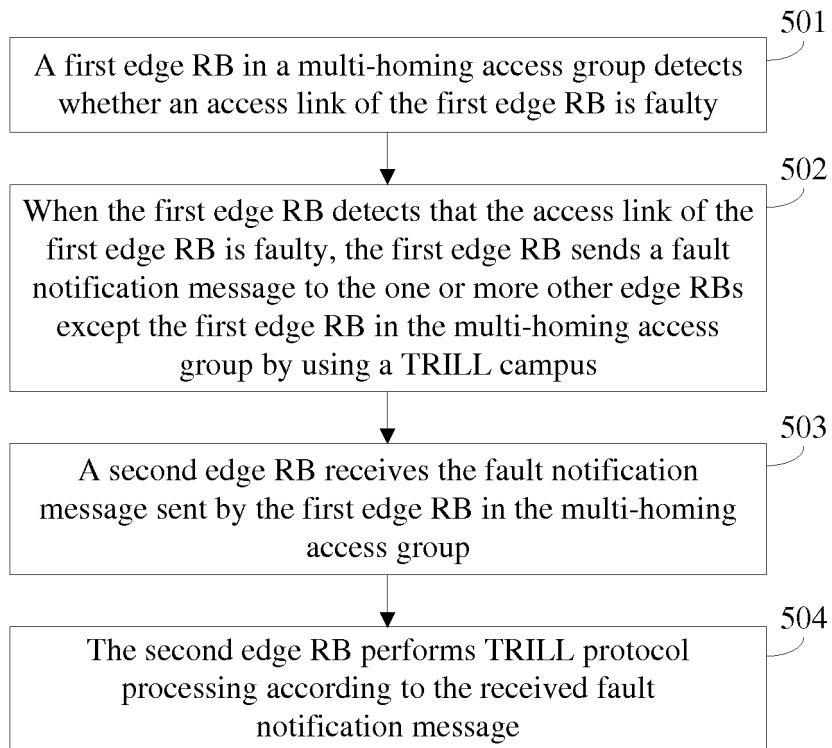 501
A first edge RB in a multi-homing access group detects
whether an access link of the first edge RB is faulty
502
When the first edge RB detects that the access link of the
first edge RB is faulty, the first edge RB sends a fault
notification message to the one or more other edge RBs
except the first edge RB in the multi-homing access
group by using a TRILL campus
503
A second edge RB receives the fault notification
message sent by the first edge RB in the multi-homing
access group
504
The second edge RB performs TRILL protocol
processing according to the received fault
notification message